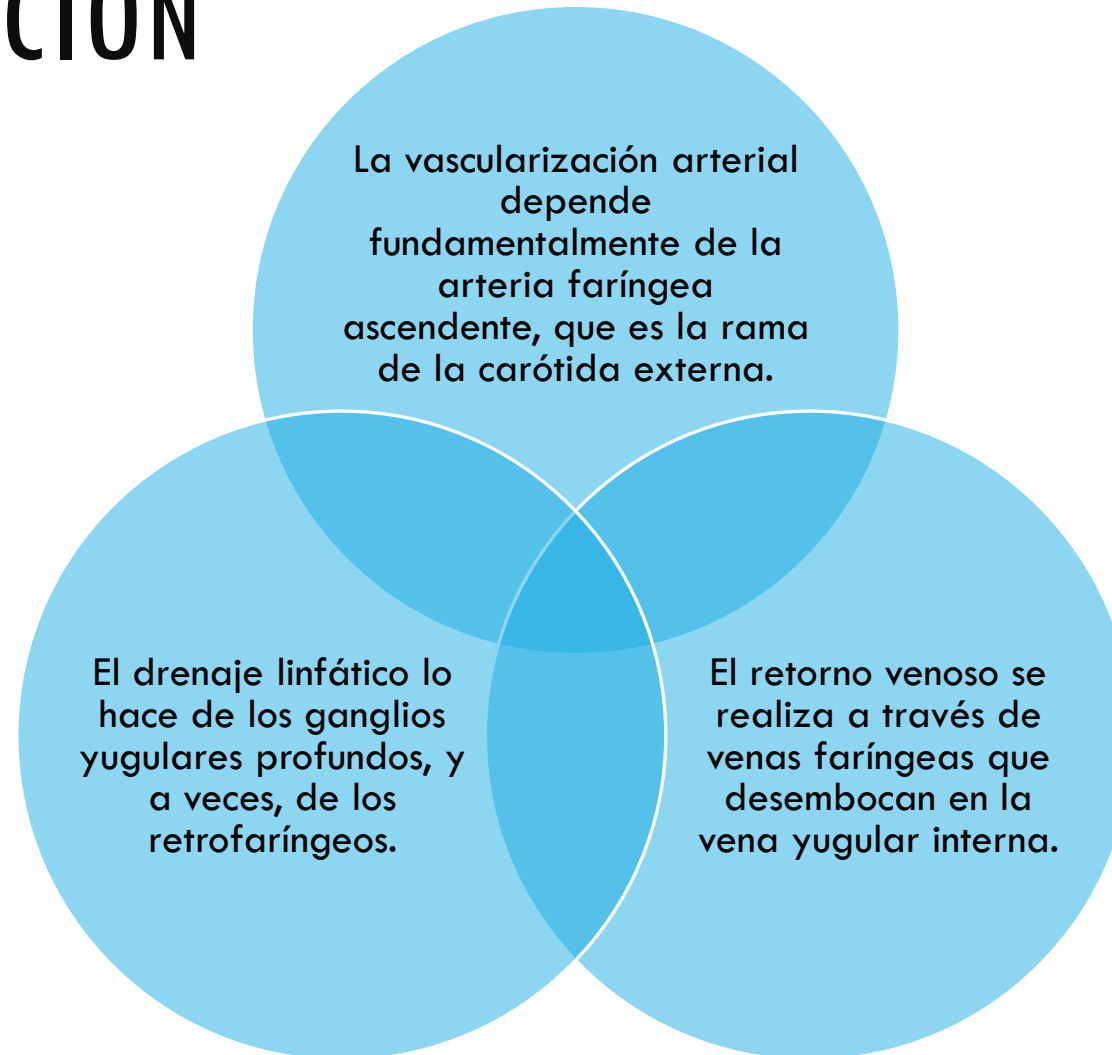 CIÓN
La vascularización arterial
depende
fundamentalmente de la
arteria faríngea
ascendente, que es la rama
de la carótida externa.
El drenaje linfático lo
hace de los ganglios
yugulares profundos, y
a veces, de los
retrofaríngeos.
El retorno venoso se
realiza a través de
venas faríngeas que
desembocan en la
vena yugular interna.